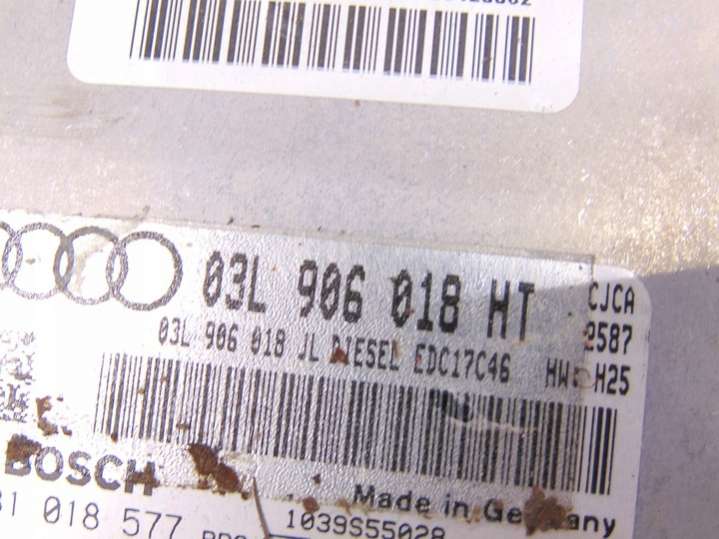 03L 906 018 HT CJCA
2587
03L 906 018 JL DIESEL EDC17C46 HW: H25
BOSCH
Made in Germany
018 577
1039S55028